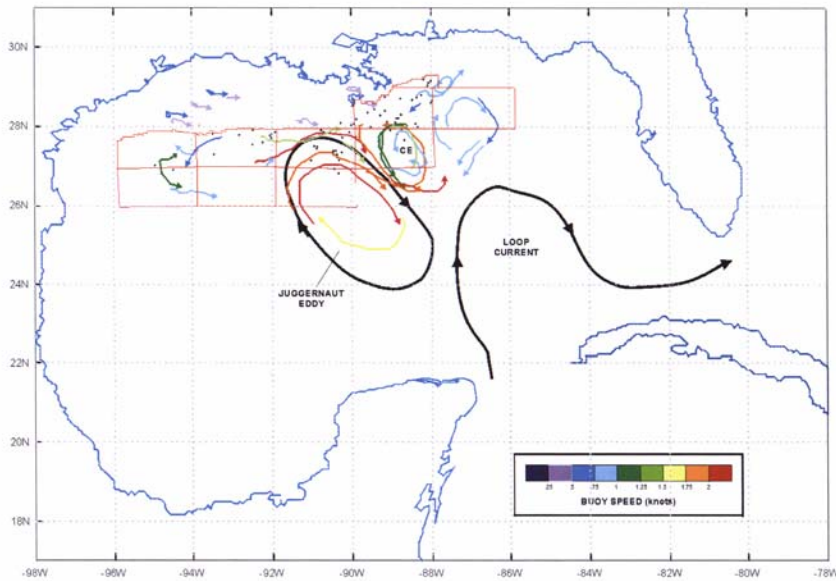 30N
28N
26N
24N
22N
20N
18N
CE
LOOP
CURRENT
JUGGERNAUT
EDDY
.25 .5 .75 1 1.25 1.5 1.75 2
BUOY SPEED (knots)
-98W -96W -94W -92W -90W -88W -86W -84W -82W -80W -78W